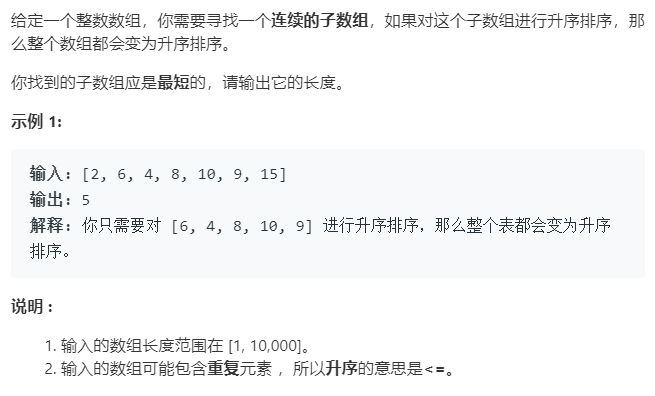 给定一个整数数组，你需要寻找一个连续的子数组，如果对这个子数组进行升序排序，那
么整个数组都会变为升序排序。
你找到的子数组应是最短的，请输出它的长度。
示例 1:
输入: [2, 6, 4, 8, 10, 9, 15]
输出: 5
解释: 你只需要对 [6, 4, 8, 10, 9] 进行升序排序，那么整个表都会变为升序
排序。
说明 :
1. 输入的数组长度范围在 [1, 10,000]。
2. 输入的数组可能包含重复元素 ，所以升序的意思是<=。